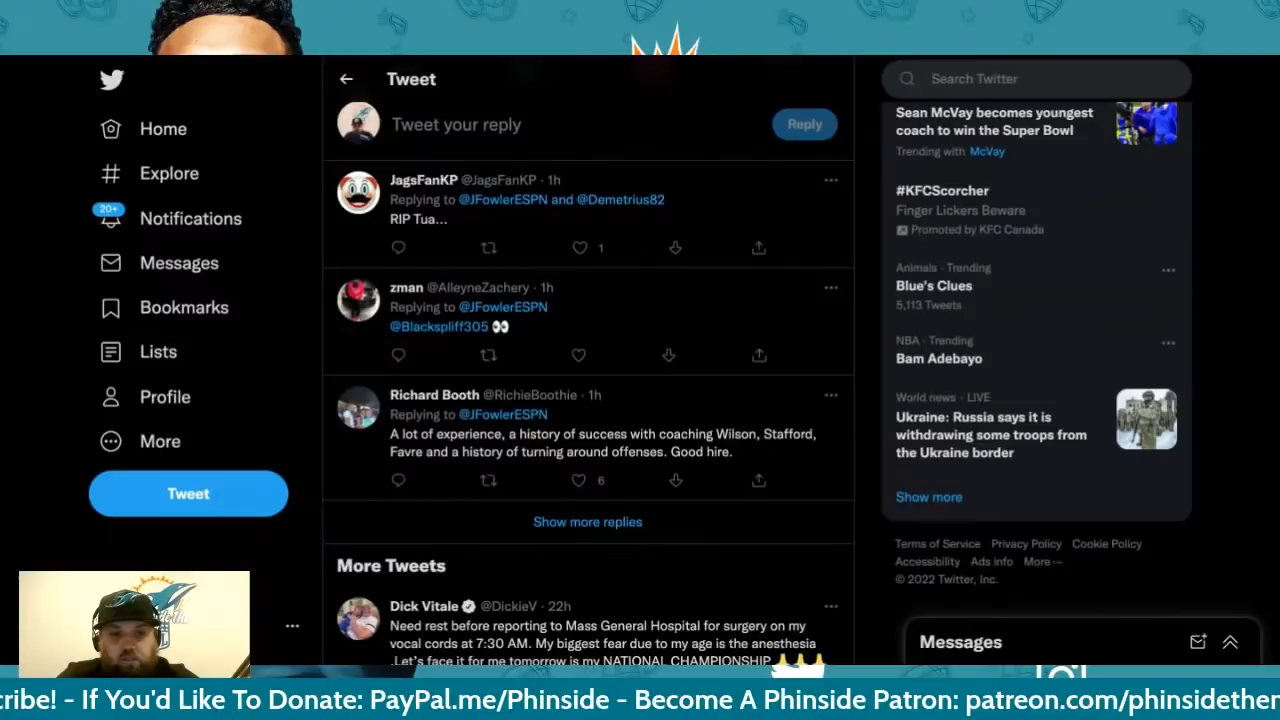 Home
Explore
20+
Notifications
Messages
Bookmarks
Lists
Profile
More
Tweet
Tweet
Tweet your reply
Reply
JagsFanKP @JagsFanKP · 1h
Replying to @JFowlerESPN and @Demetrius82
RIP Tua...
1
zman @AlleyneZachery · 1h
Replying to @JFowlerESPN
@Blackspliff305 👀
Richard Booth @RichieBoothie · 1h
Replying to @JFowlerESPN
A lot of experience, a history of success with coaching Wilson, Stafford,
Favre and a history of turning around offenses. Good hire.
6
Show more replies
More Tweets
Dick Vitale @DickieV · 22h
Need rest before reporting to Mass General Hospital for surgery on my
vocal cords at 7:30 AM. My biggest fear due to my age is the anesthesia
.Let's face it for me tomorrow is my NATIONAL CHAMPIONSHIP 🙏🙏🙏
Search Twitter
Sean McVay becomes youngest
coach to win the Super Bowl
Trending with McVay
#KFCScorcher
Finger Lickers Beware
Promoted by KFC Canada
Animals · Trending
Blue's Clues
5,113 Tweets
NBA · Trending
Bam Adebayo
World news · LIVE
Ukraine: Russia says it is
withdrawing some troops from
the Ukraine border
Show more
Terms of Service Privacy Policy Cookie Policy
Accessibility Ads info More ···
© 2022 Twitter, Inc.
Messages
cribe! - If You'd Like To Donate: PayPal.me/Phinside - Become A Phinside Patron: patreon.com/phinsidether